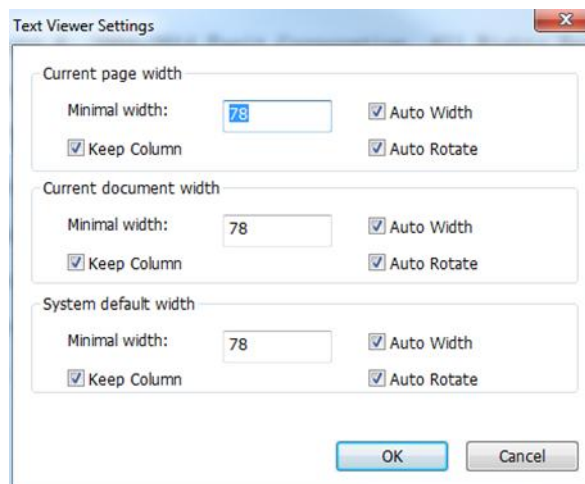 Text Viewer Settings
Current page width
Minimal width: 78 Auto Width
Keep Column Auto Rotate
Current document width
Minimal width: 78 Auto Width
Keep Column Auto Rotate
System default width
Minimal width: 78 Auto Width
Keep Column Auto Rotate
OK Cancel